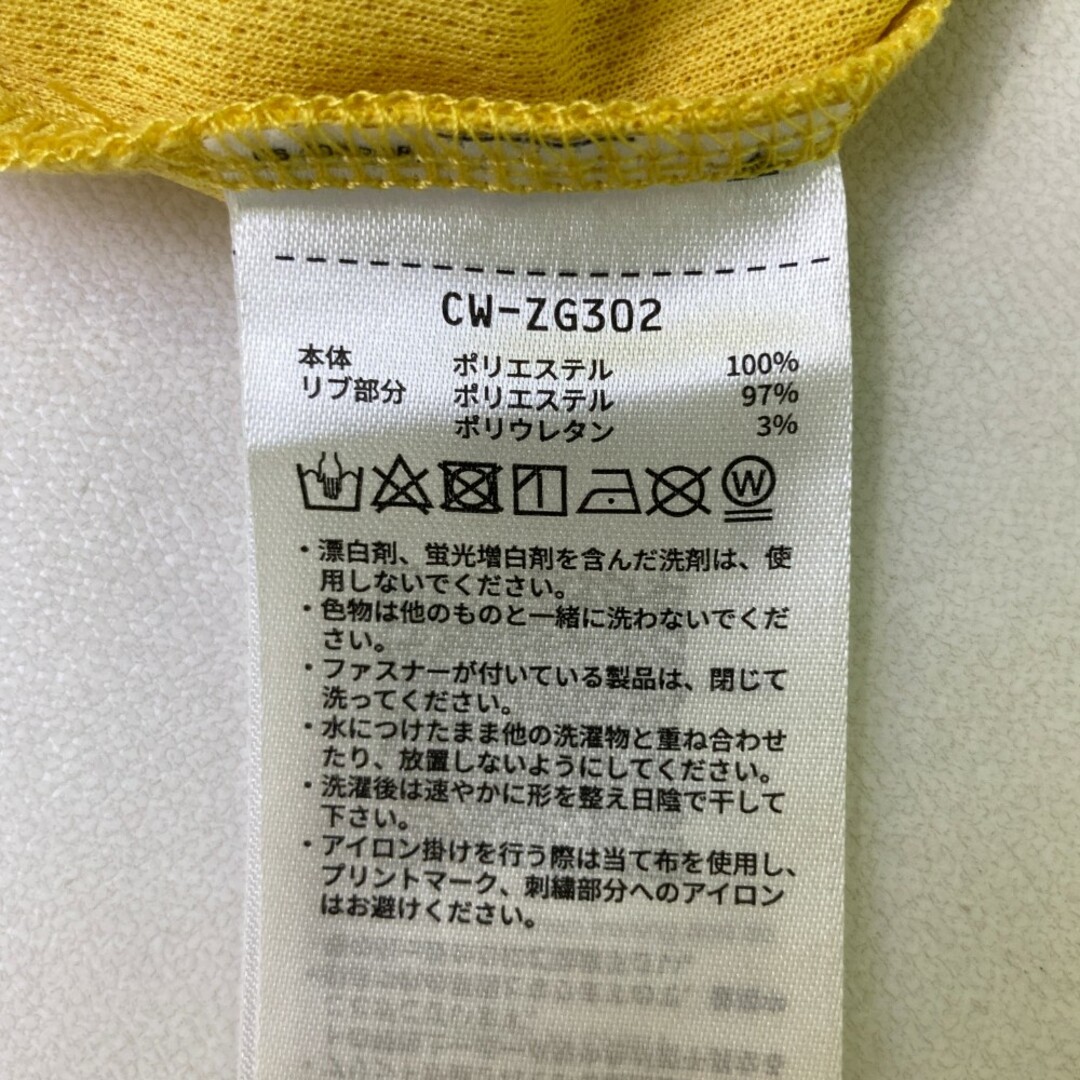 CW-ZG302
本体 ポリエステル 100%
リブ部分 ポリエステル 97%
ポリウレタン 3%
W
・漂白剤、蛍光増白剤を含んだ洗剤は、使
用しないでください。
・色物は他のものと一緒に洗わないでくだ
さい。
・ファスナーが付いている製品は、閉じて
洗ってください。
・水につけたまま他の洗濯物と重ね合わせ
たり、放置しないようにしてください。
・洗濯後は速やかに形を整え日陰で干して
下さい。
・アイロン掛けを行う際は当て布を使用し、
プリントマーク、刺繍部分へのアイロン
はお避けください。